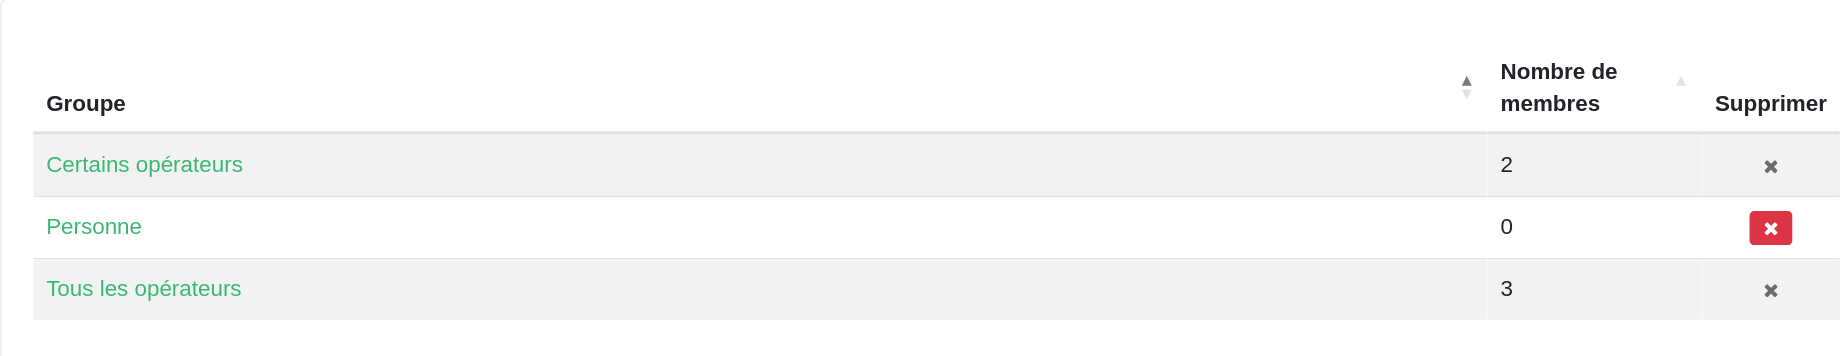 Groupe
Nombre de
membres
Supprimer
Certains opérateurs 2
Personne 0
Tous les opérateurs 3